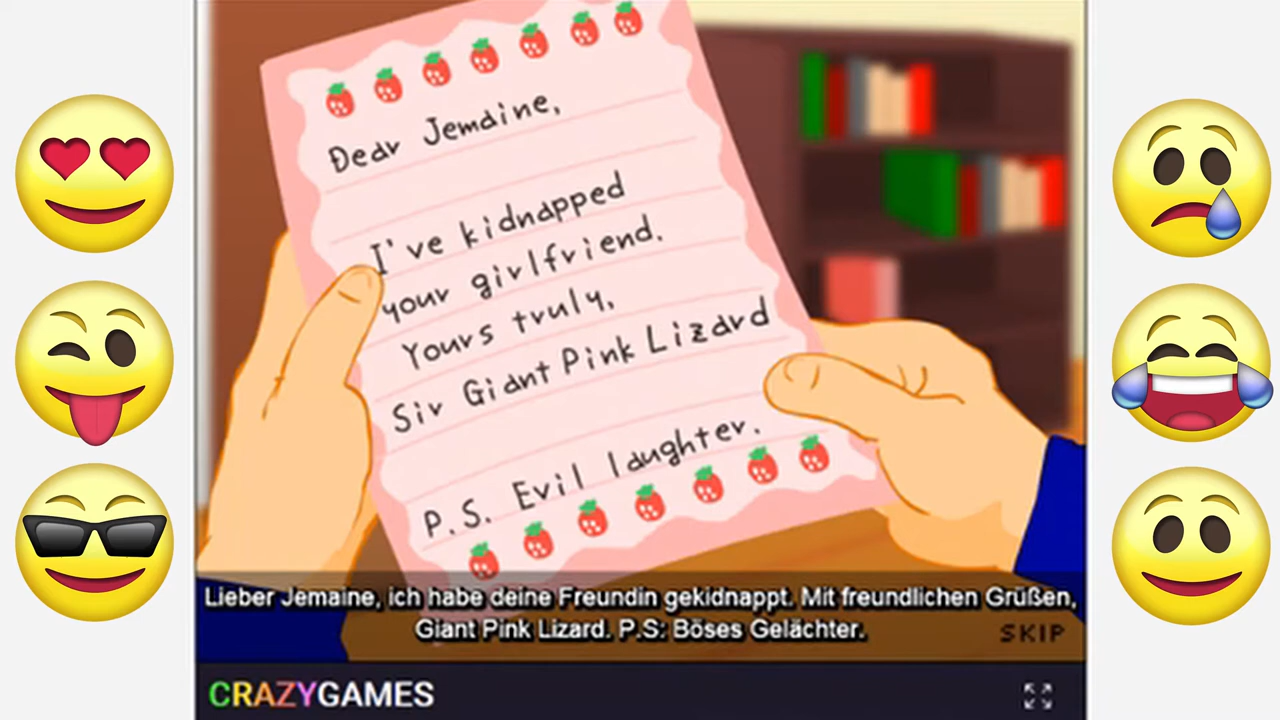 Dear Jemaine,
I've kidnapped
your girlfriend.
Yours truly,
Sir Giant Pink Lizard
P.S. Evil laughter.
Lieber Jemaine, ich habe deine Freundin gekidnappt. Mit freundlichen Grüßen,
Giant Pink Lizard. P.S: Böses Gelächter.
SKIP
CRAZYGAMES